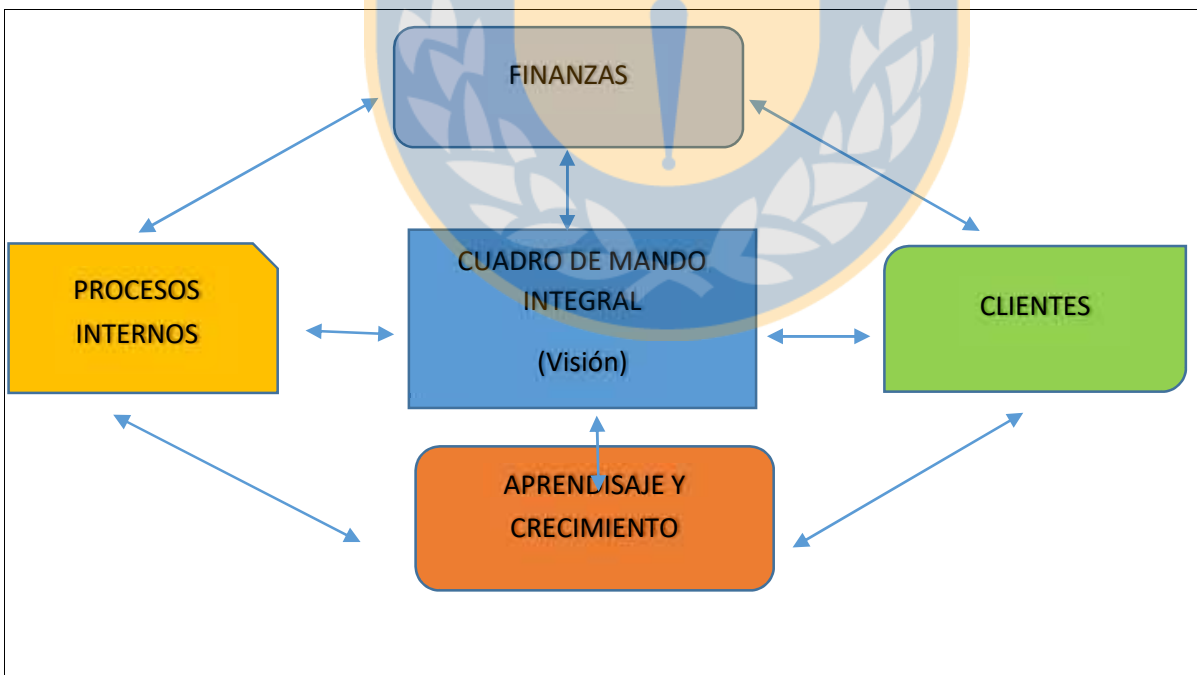 FINANZAS
CUADRO DE MANDO
INTEGRAL
(Visión)
PROCESOS
INTERNOS
CLIENTES
APRENDISAJE Y
CRECIMIENTO